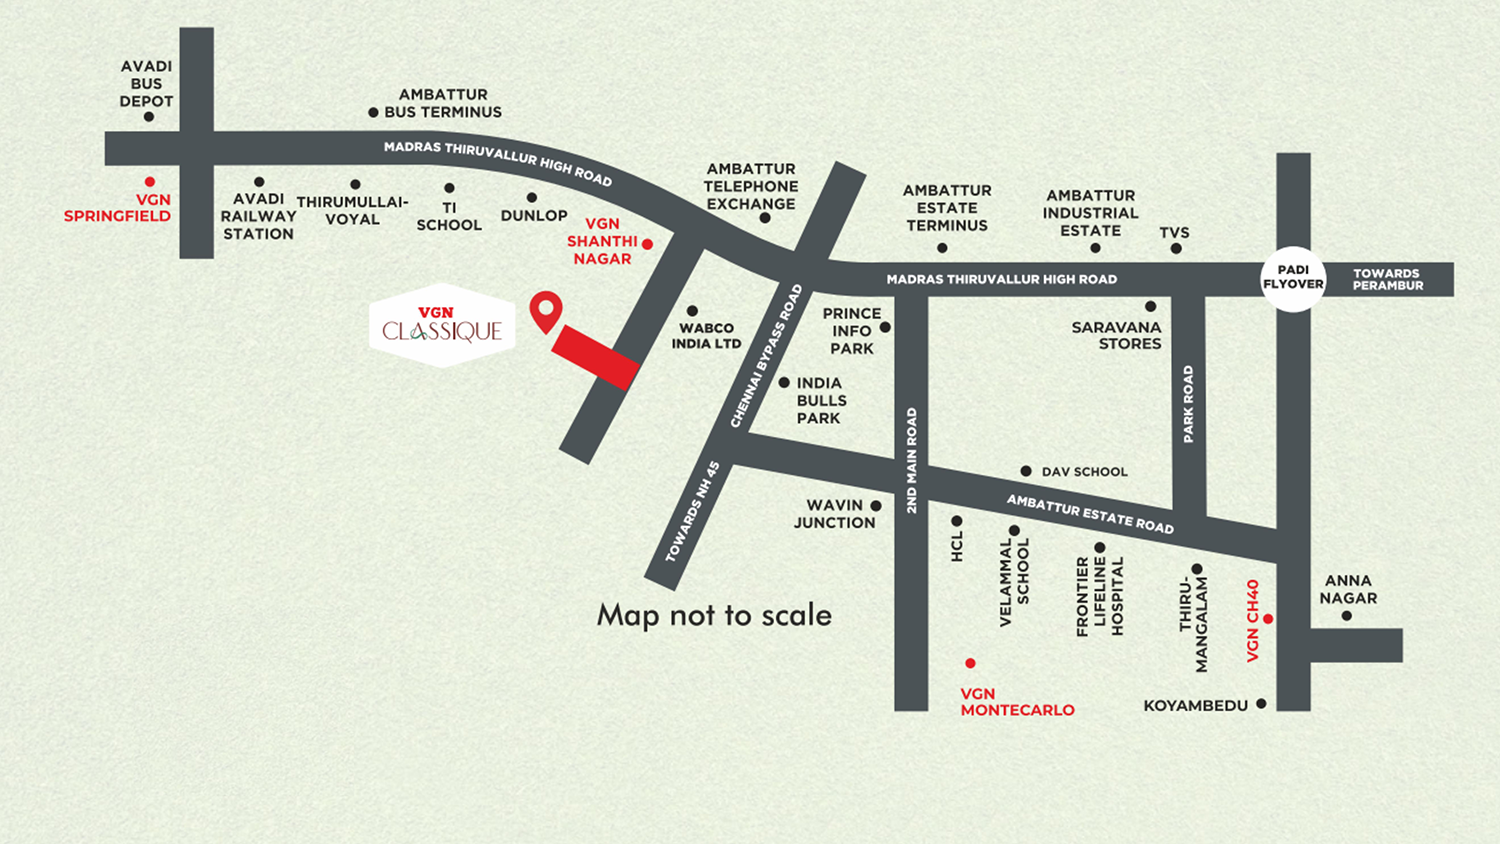 AVADI
BUS
DEPOT
AMBATTUR
BUS TERMINUS
MADRAS THIRUVALLUR HIGH ROAD
VGN
SPRINGFIELD
AVADI
RAILWAY
STATION
THIRUMULLAI-
VOYAL
TI
SCHOOL
DUNLOP
VGN
SHANTHI
NAGAR
AMBATTUR
TELEPHONE
EXCHANGE
AMBATTUR
ESTATE
TERMINUS
AMBATTUR
INDUSTRIAL
ESTATE
TVS
MADRAS THIRUVALLUR HIGH ROAD
PADI
FLYOVER
TOWARDS
PERAMBUR
VGN
CLASSIQUE
WABCO
INDIA LTD
CHENNAI BYPASS ROAD
PRINCE
INFO
PARK
SARAVANA
STORES
INDIA
BULLS
PARK
PARK ROAD
2ND MAIN ROAD
TOWARDS NH 45
DAV SCHOOL
AMBATTUR ESTATE ROAD
WAVIN
JUNCTION
HCL
VELAMMAL
SCHOOL
FRONTIER
LIFELINE
HOSPITAL
THIRU-
MANGALAM
VGN CH40
ANNA
NAGAR
Map not to scale
VGN
MONTECARLO
KOYAMBEDU